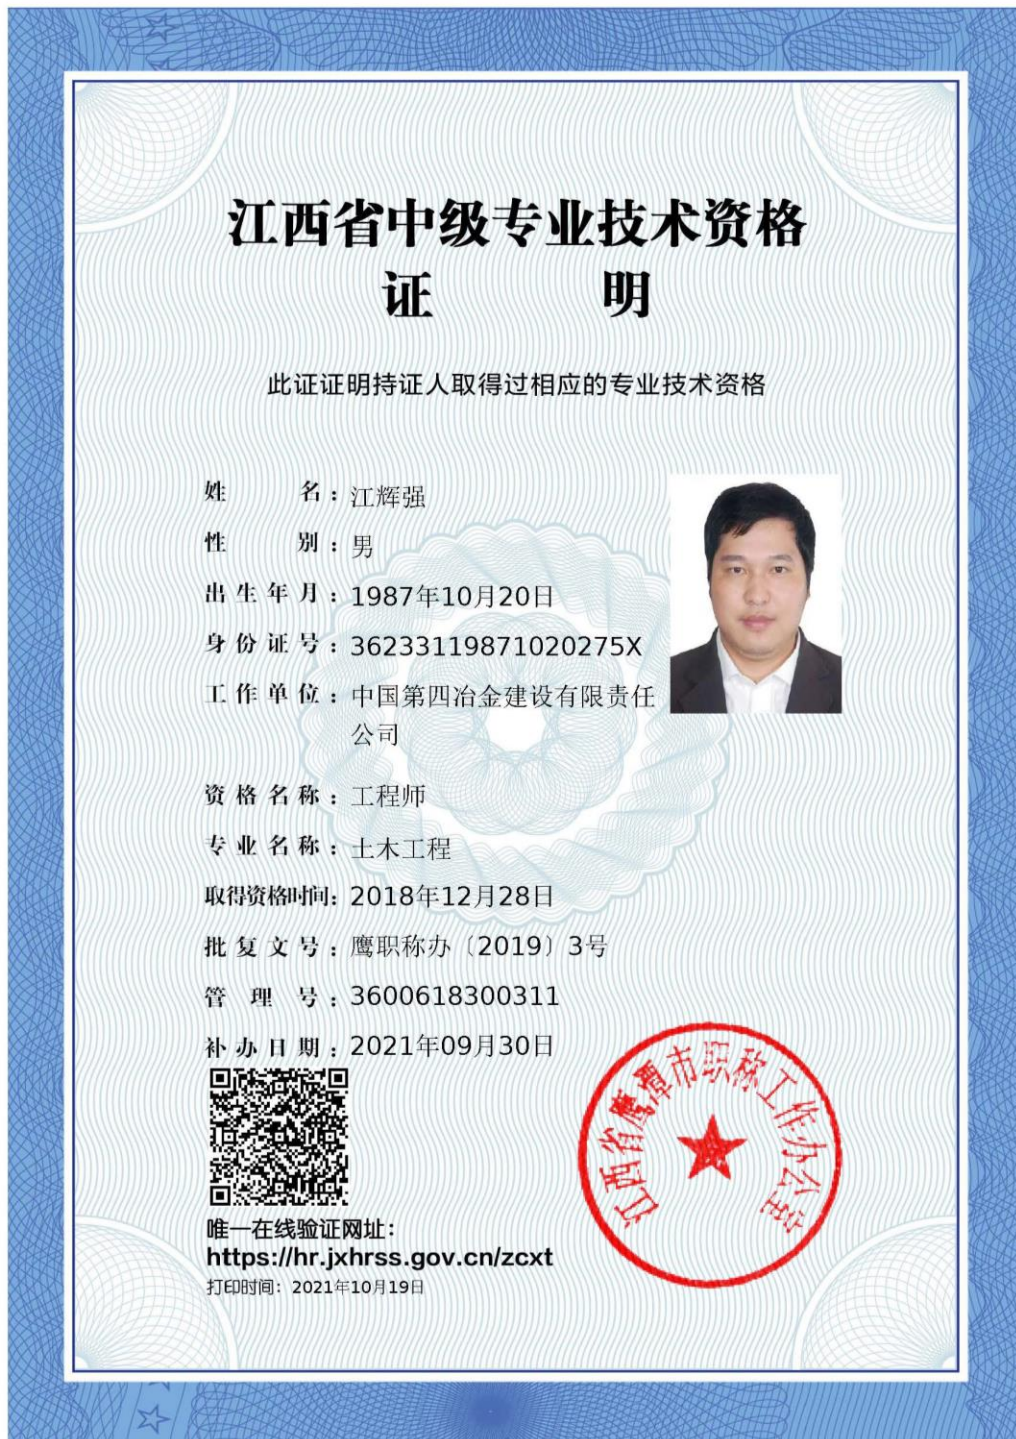 江西省中级专业技术资格
证明
此证证明持证人取得过相应的专业技术资格
姓名：江辉强
性别：男
出生年月：1987年10月20日
身份证号：36233119871020275X
工作单位：中国第四冶金建设有限责任
公司
资格名称：工程师
专业名称：土木工程
取得资格时间：2018年12月28日
批复文号：鹰职称办〔2019〕3号
管理号：3600618300311
补办日期：2021年09月30日
江西省鹰潭市职称工作办公室
唯一在线验证网址：
https://hr.jxhrss.gov.cn/zcxt
打印时间：2021年10月19日